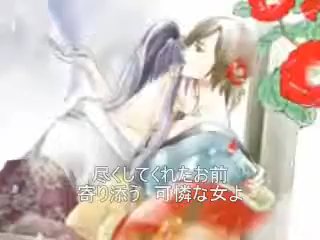 尽くしてくれたお前
寄り添う 可憐な女よ